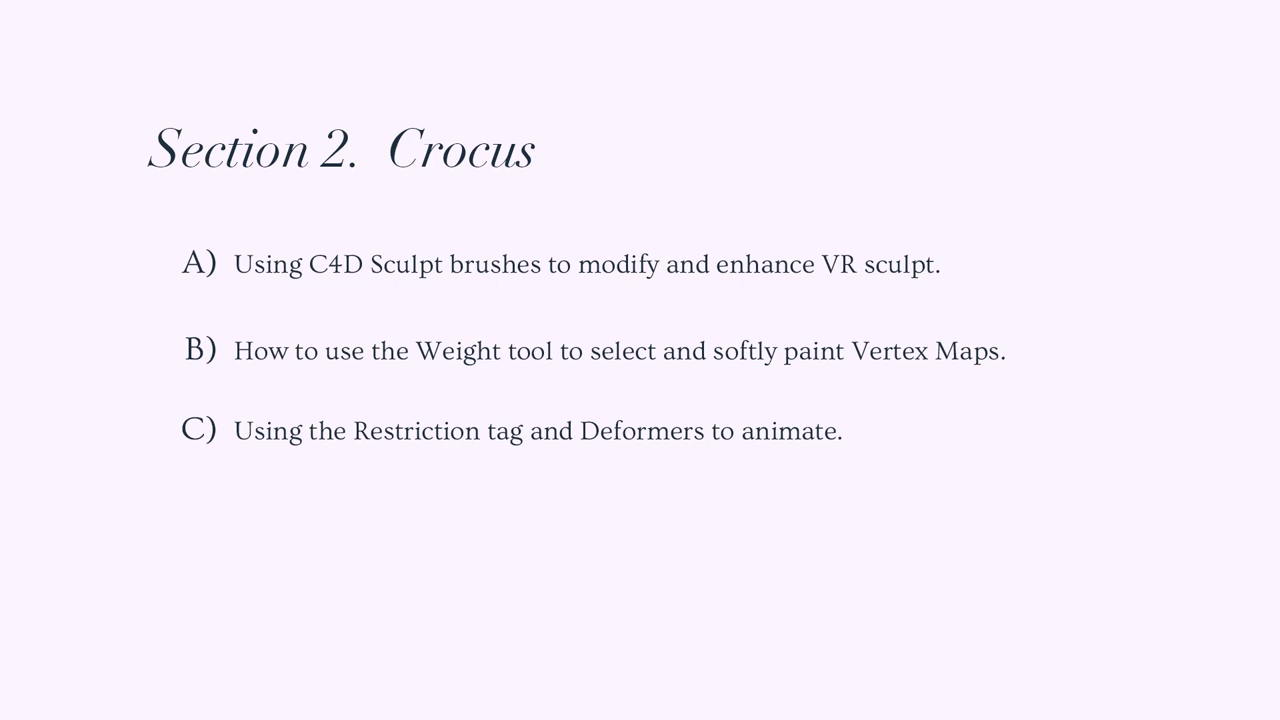 Section 2. Crocus
A) Using C4D Sculpt brushes to modify and enhance VR sculpt.
B) How to use the Weight tool to select and softly paint Vertex Maps.
C) Using the Restriction tag and Deformers to animate.